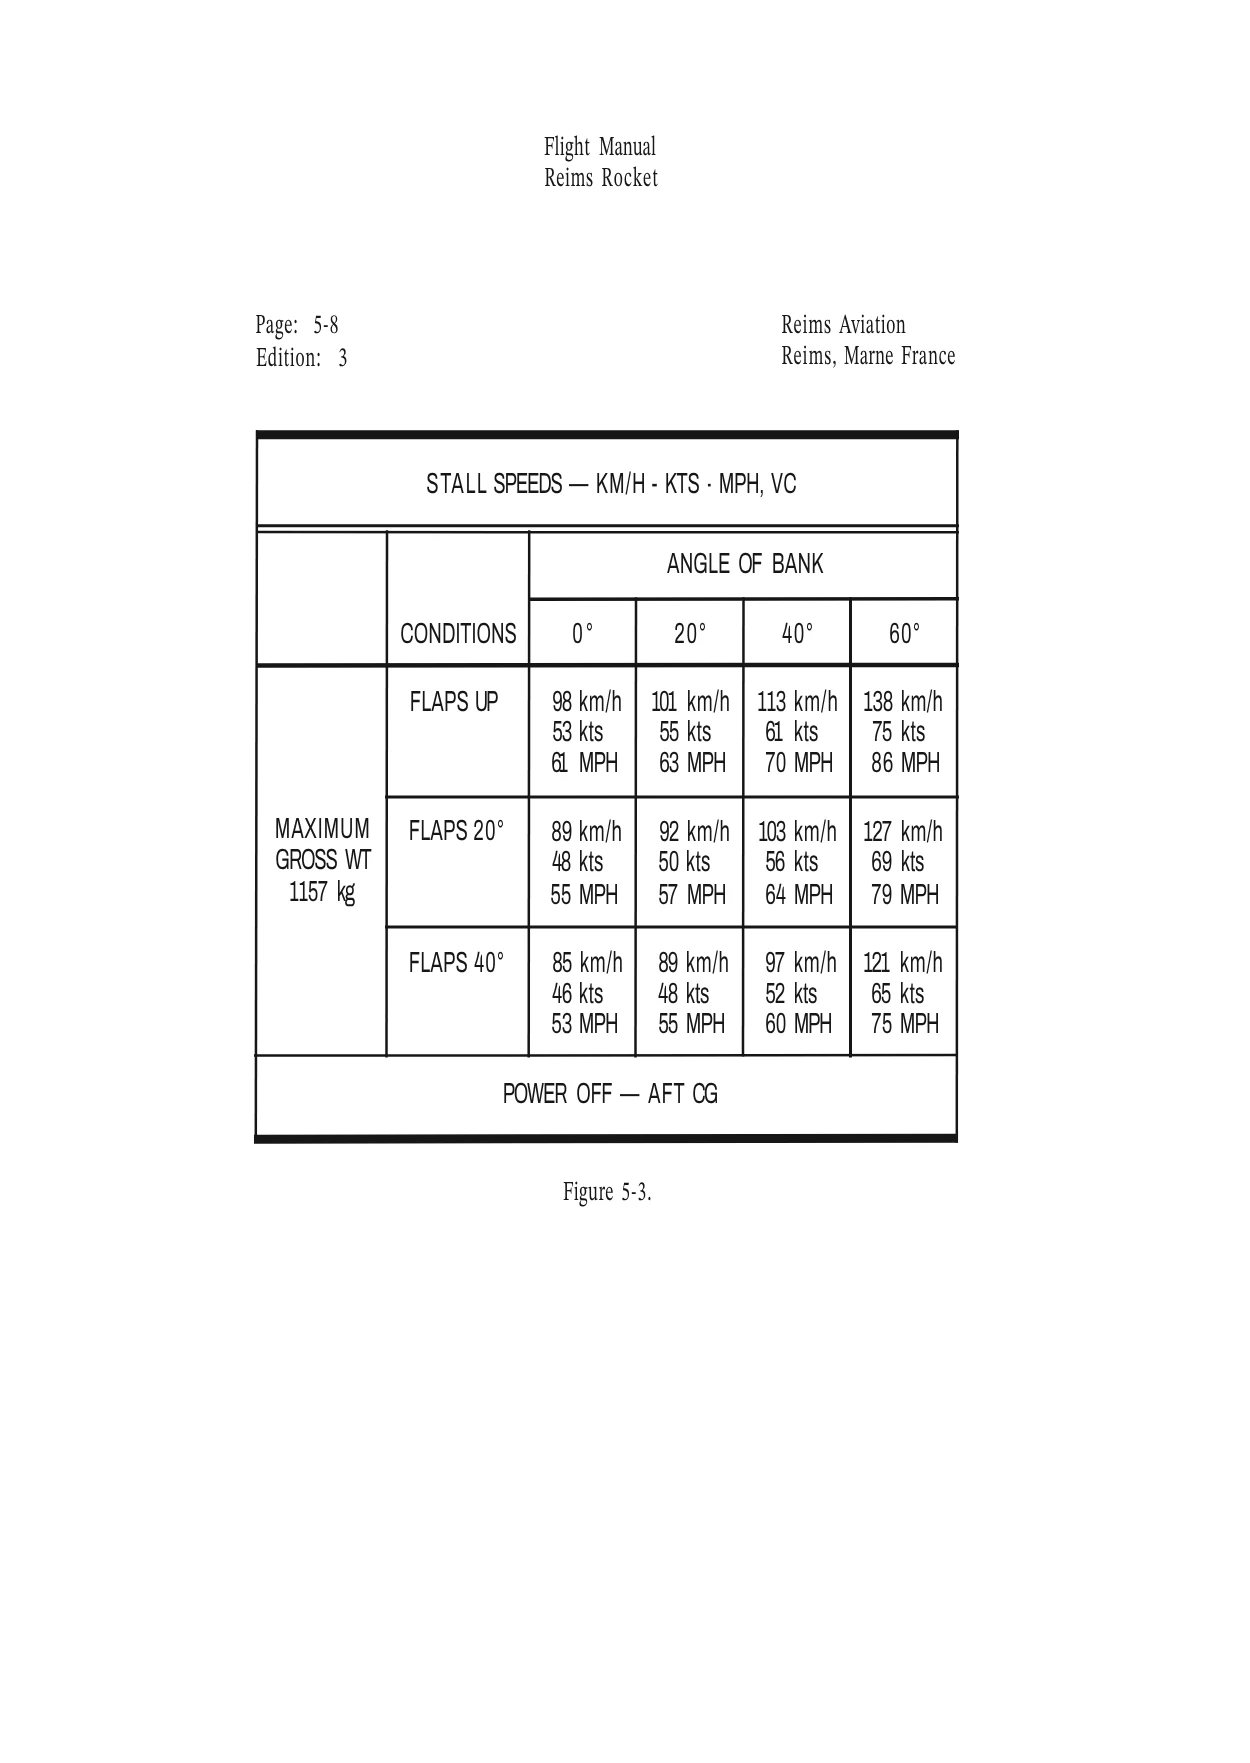 Flight Manual
Reims Rocket
Page: 5-8
Edition: 3
Reims Aviation
Reims, Marne France
STALL SPEEDS — KM/H - KTS · MPH, VC
ANGLE OF BANK
CONDITIONS 0° 20° 40° 60°
FLAPS UP 98 km/h 101 km/h 113 km/h 138 km/h
53 kts 55 kts 61 kts 75 kts
61 MPH 63 MPH 70 MPH 86 MPH
MAXIMUM
GROSS WT
1157 kg
FLAPS 20° 89 km/h 92 km/h 103 km/h 127 km/h
48 kts 50 kts 56 kts 69 kts
55 MPH 57 MPH 64 MPH 79 MPH
FLAPS 40° 85 km/h 89 km/h 97 km/h 121 km/h
46 kts 48 kts 52 kts 65 kts
53 MPH 55 MPH 60 MPH 75 MPH
POWER OFF — AFT CG
Figure 5-3.